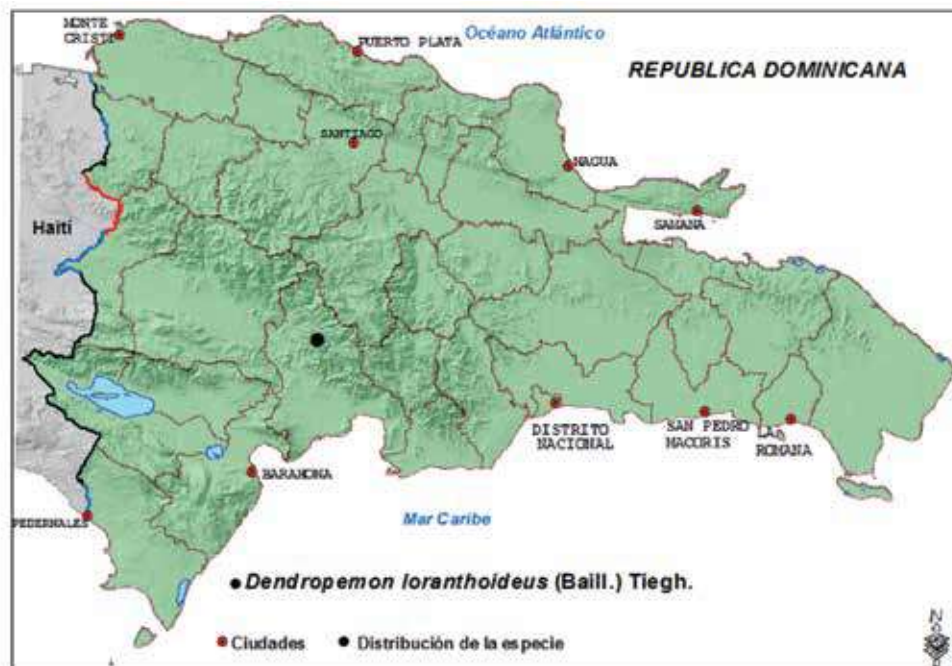 MONTE
CRISTI
PUERTO PLATA
Océano Atlántico
REPUBLICA DOMINICANA
SANTIAGO
NAGUA
SAMANA
Haití
DISTRITO
NACIONAL
SAN PEDRO
MACORIS
LA
ROMANA
BARAHONA
PEDERNALES
Mar Caribe
Dendropemon loranthoideus (Baill.) Tiegh.
Ciudades
Distribución de la especie